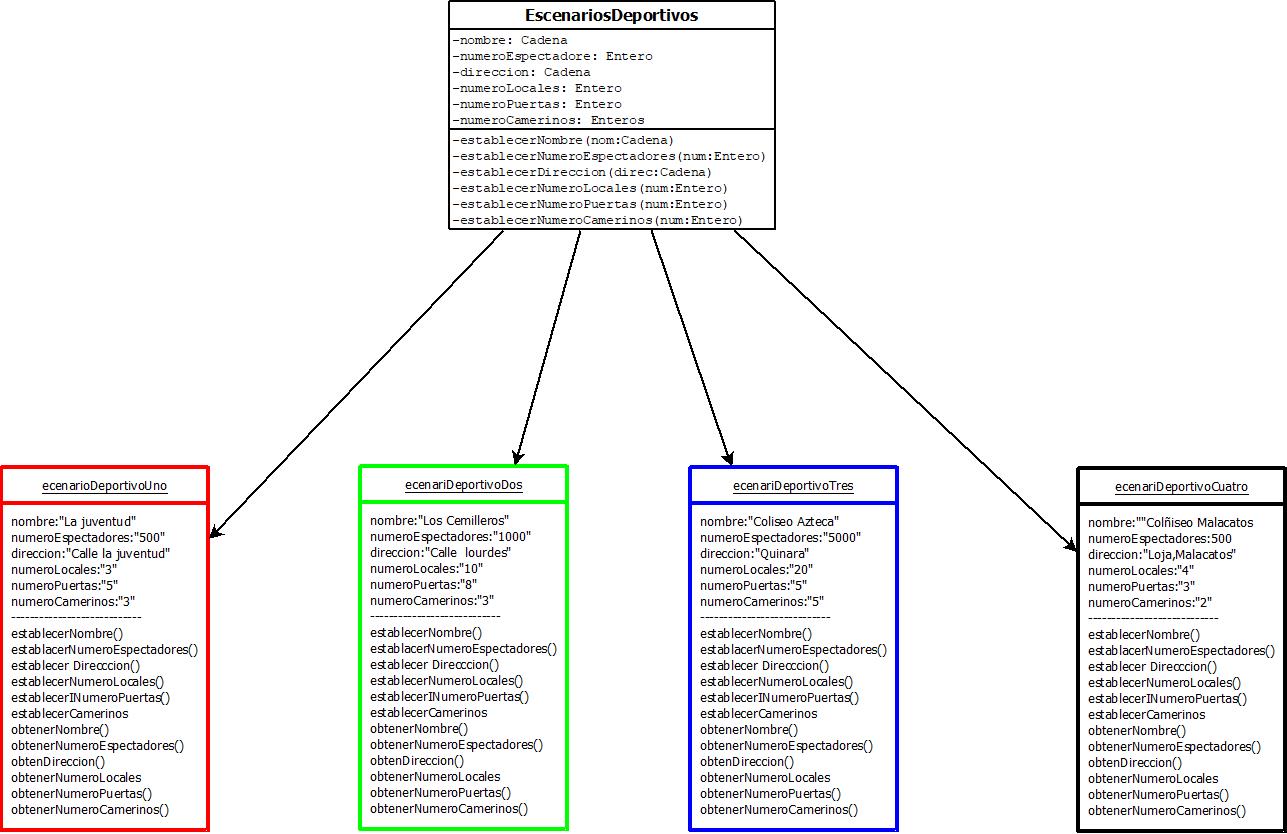 EscenariosDeportivos
-nombre: Cadena
-numeroEspectadore: Entero
-direccion: Cadena
-numeroLocales: Entero
-numeroPuertas: Entero
-numeroCamerinos: Enteros
-establecerNombre(nom:Cadena)
-establecerNumeroEspectadores(num:Entero)
-establecerDireccion(direc:Cadena)
-establecerNumeroLocales(num:Entero)
-establecerNumeroPuertas(num:Entero)
-establecerNumeroCamerinos(num:Entero)
ecenarioDeportivoUno
nombre:"La juventud"
numeroEspectadores:"500"
direccion:"Calle la juventud"
numeroLocales:"3"
numeroPuertas:"5"
numeroCamerinos:"3"
----------------------------
establecerNombre()
establacerNumeroEspectadores()
establecer Direcccion()
establecerNumeroLocales()
establecerINumeroPuertas()
establecerCamerinos
obtenerNombre()
obtenerNumeroEspectadores()
obtenDireccion()
obtenerNumeroLocales
obtenerNumeroPuertas()
obtenerNumeroCamerinos()
ecenariDeportivoDos
nombre:"Los Cemilleros"
numeroEspectadores:"1000"
direccion:"Calle  lourdes"
numeroLocales:"10"
numeroPuertas:"8"
numeroCamerinos:"3"
----------------------------
establecerNombre()
establacerNumeroEspectadores()
establecer Direcccion()
establecerNumeroLocales()
establecerINumeroPuertas()
establecerCamerinos
obtenerNombre()
obtenerNumeroEspectadores()
obtenDireccion()
obtenerNumeroLocales
obtenerNumeroPuertas()
obtenerNumeroCamerinos()
ecenariDeportivoTres
nombre:"Coliseo Azteca"
numeroEspectadores:"5000"
direccion:"Quinara"
numeroLocales:"20"
numeroPuertas:"5"
numeroCamerinos:"5"
----------------------------
establecerNombre()
establacerNumeroEspectadores()
establecer Direcccion()
establecerNumeroLocales()
establecerINumeroPuertas()
establecerCamerinos
obtenerNombre()
obtenerNumeroEspectadores()
obtenDireccion()
obtenerNumeroLocales
obtenerNumeroPuertas()
obtenerNumeroCamerinos()
ecenariDeportivoCuatro
nombre:""Colñiseo Malacatos
numeroEspectadores:500
direccion:"Loja,Malacatos"
numeroLocales:"4"
numeroPuertas:"3"
numeroCamerinos:"2"
----------------------------
establecerNombre()
establacerNumeroEspectadores()
establecer Direcccion()
establecerNumeroLocales()
establecerINumeroPuertas()
establecerCamerinos
obtenerNombre()
obtenerNumeroEspectadores()
obtenDireccion()
obtenerNumeroLocales
obtenerNumeroPuertas()
obtenerNumeroCamerinos()